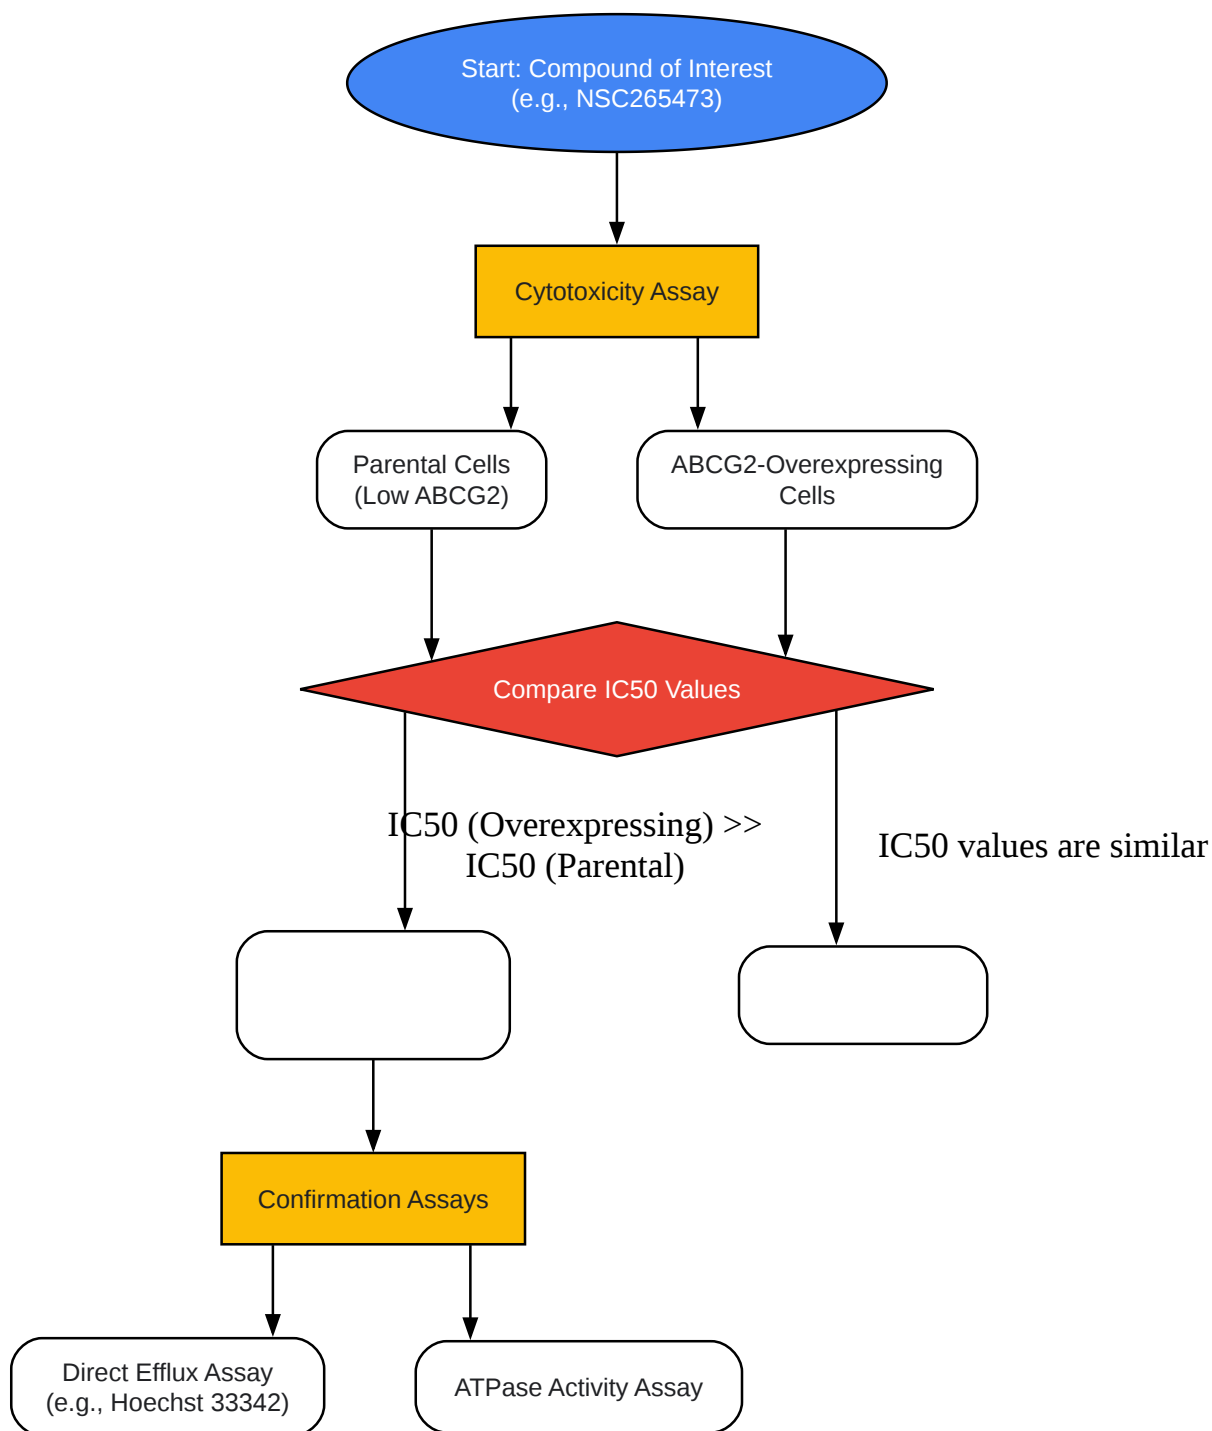 Start: Compound of Interest
(e.g., NSC265473)
Cytotoxicity Assay
Parental Cells
(Low ABCG2)
ABCG2-Overexpressing
Cells
Compare IC50 Values
IC50 (Overexpressing) >>
IC50 (Parental)
IC50 values are similar
Confirmation Assays
Direct Efflux Assay
(e.g., Hoechst 33342)
ATPase Activity Assay